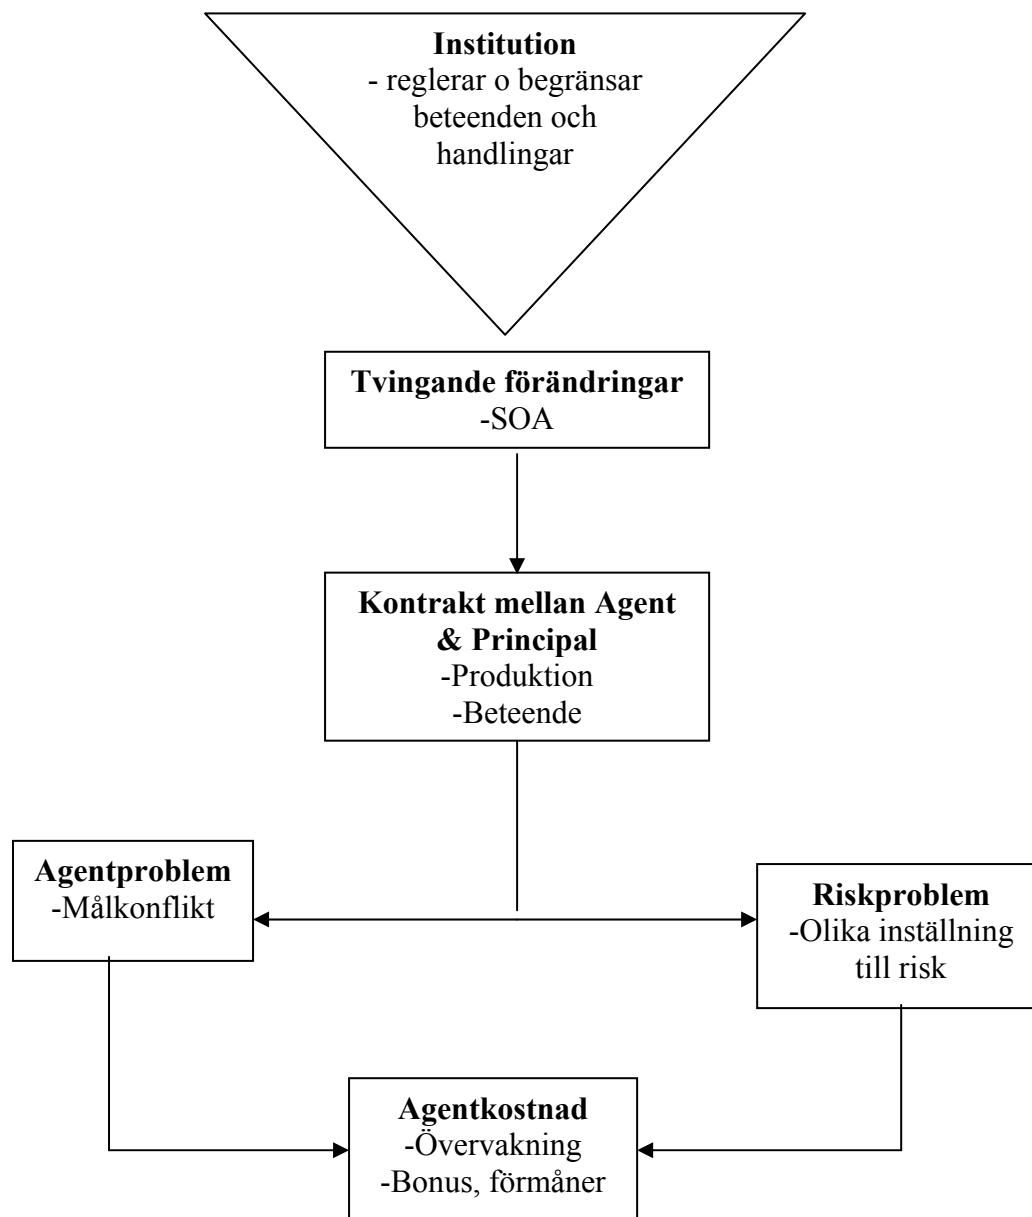 Institution
- reglerar o begränsar
beteenden och
handlingar
Tvingande förändringar
-SOA
Kontrakt mellan Agent
& Principal
-Produktion
-Beteende
Agentproblem
-Målkonflikt
Riskproblem
-Olika inställning
till risk
Agentkostnad
-Övervakning
-Bonus, förmåner